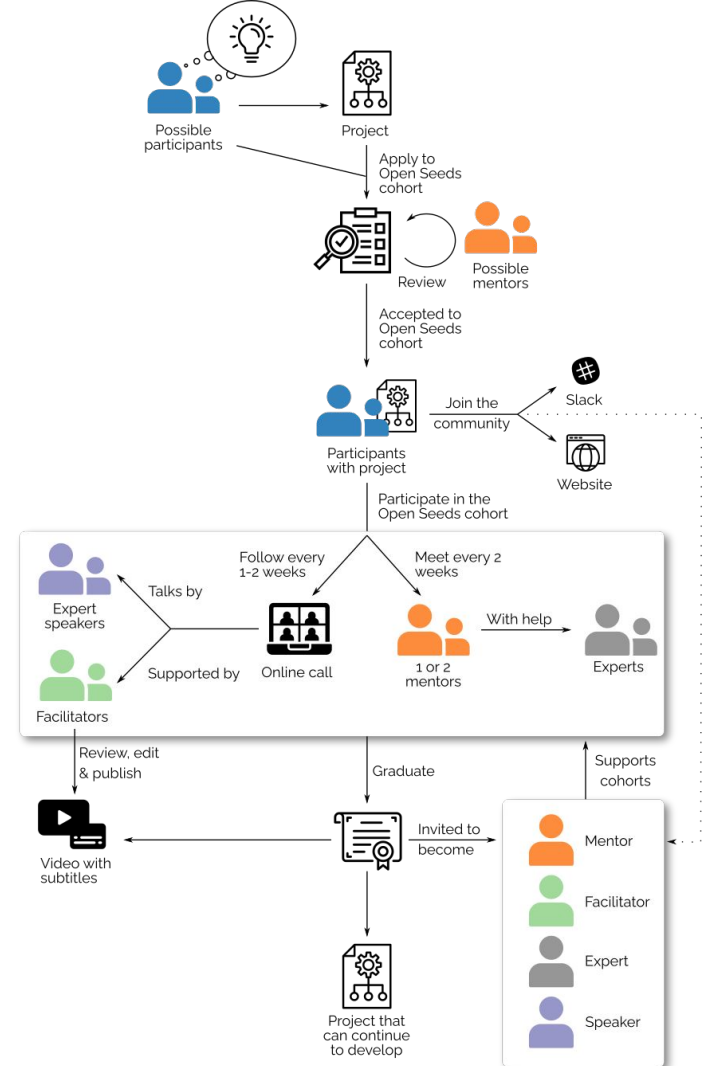 Possible
participants
Project
Apply to
Open Seeds
cohort
Review
Possible
mentors
Accepted to
Open Seeds
cohort
Participants
with project
Join the
community
Slack
Website
Participate in the
Open Seeds cohort
Follow every
1-2 weeks
Meet every 2
weeks
Expert
speakers
Talks by
Supported by
Online call
1 or 2
mentors
With help
Experts
Facilitators
Review, edit
& publish
Graduate
Supports
cohorts
Video with
subtitles
Invited to
become
Mentor
Facilitator
Expert
Speaker
Project that
can continue
to develop